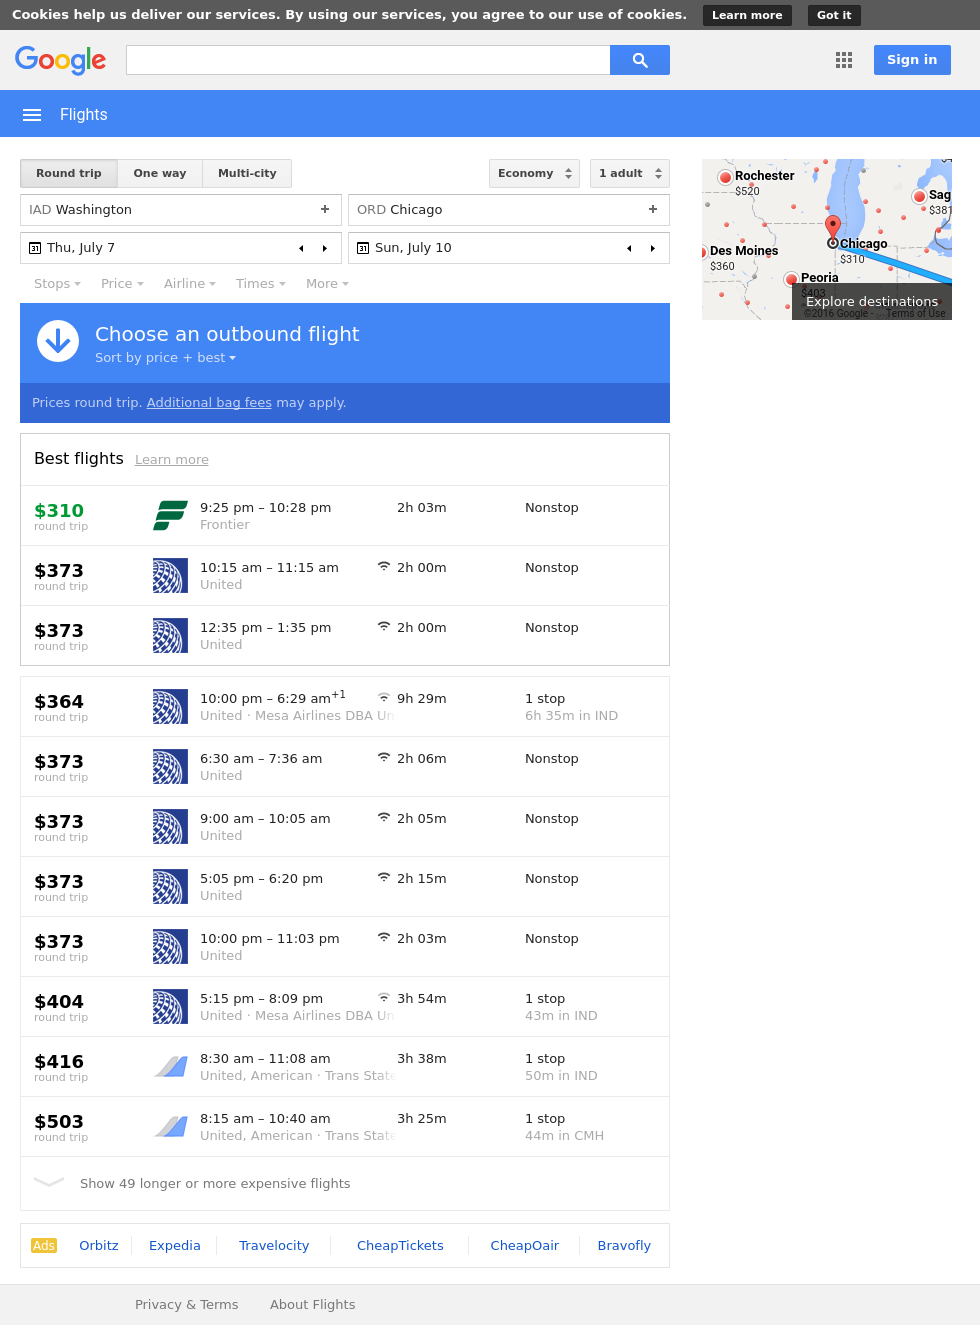 Cookies help us deliver our services. By using our services, you agree to our use of cookies. Learn more Got it
Google Sign in
Flights
Round trip One way Multi-city Economy 1 adult
IAD Washington + ORD Chicago +
31 Thu, July 7 31 Sun, July 10
Stops Price Airline Times More
Choose an outbound flight
Sort by price + best
Prices round trip. Additional bag fees may apply.
Best flights Learn more
$310 9:25 pm – 10:28 pm 2h 03m Nonstop
round trip Frontier
$373 10:15 am – 11:15 am 2h 00m Nonstop
round trip United
$373 12:35 pm – 1:35 pm 2h 00m Nonstop
round trip United
$364 10:00 pm – 6:29 am+1 9h 29m 1 stop
round trip United · Mesa Airlines DBA Un 6h 35m in IND
$373 6:30 am – 7:36 am 2h 06m Nonstop
round trip United
$373 9:00 am – 10:05 am 2h 05m Nonstop
round trip United
$373 5:05 pm – 6:20 pm 2h 15m Nonstop
round trip United
$373 10:00 pm – 11:03 pm 2h 03m Nonstop
round trip United
$404 5:15 pm – 8:09 pm 3h 54m 1 stop
round trip United · Mesa Airlines DBA Un 43m in IND
$416 8:30 am – 11:08 am 3h 38m 1 stop
round trip United, American · Trans State 50m in IND
$503 8:15 am – 10:40 am 3h 25m 1 stop
round trip United, American · Trans State 44m in CMH
Show 49 longer or more expensive flights
Ads Orbitz Expedia Travelocity CheapTickets CheapOair Bravofly
Privacy & Terms About Flights
Rochester
$520
Sag
$381
Chicago
$310
Des Moines
$360
Peoria
$403
Explore destinations
©2016 Google - Terms of Use